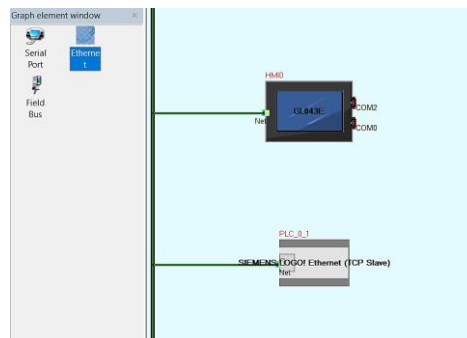 Graph element window
Serial
Port
Etherne
t
Field
Bus
HMI0
GL043E
COM2
Net
COM0
PLC_0_1
SIEMENS LOGO! Ethernet (TCP Slave)
Net